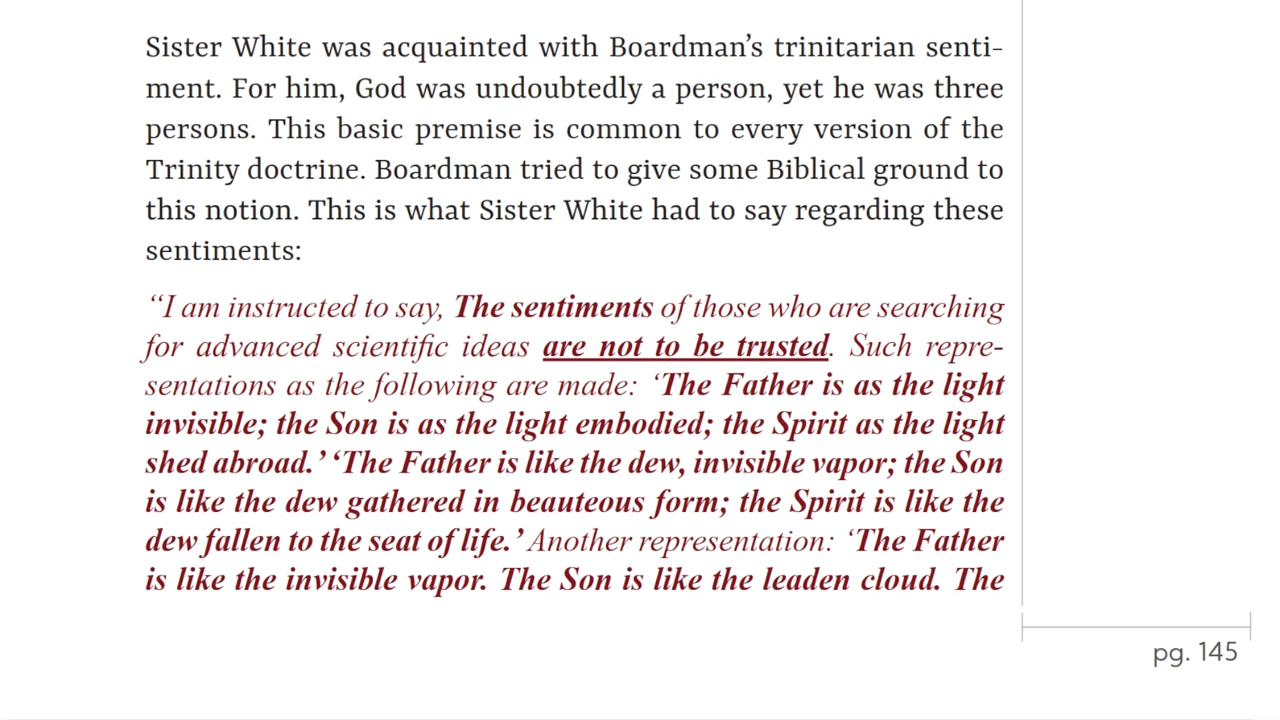 Sister White was acquainted with Boardman’s trinitarian senti-
ment. For him, God was undoubtedly a person, yet he was three
persons. This basic premise is common to every version of the
Trinity doctrine. Boardman tried to give some Biblical ground to
this notion. This is what Sister White had to say regarding these
sentiments:
“I am instructed to say, The sentiments of those who are searching
for advanced scientific ideas are not to be trusted. Such repre-
sentations as the following are made: ‘The Father is as the light
invisible; the Son is as the light embodied; the Spirit as the light
shed abroad.’ ‘The Father is like the dew, invisible vapor; the Son
is like the dew gathered in beauteous form; the Spirit is like the
dew fallen to the seat of life.’ Another representation: ‘The Father
is like the invisible vapor. The Son is like the leaden cloud. The
pg. 145